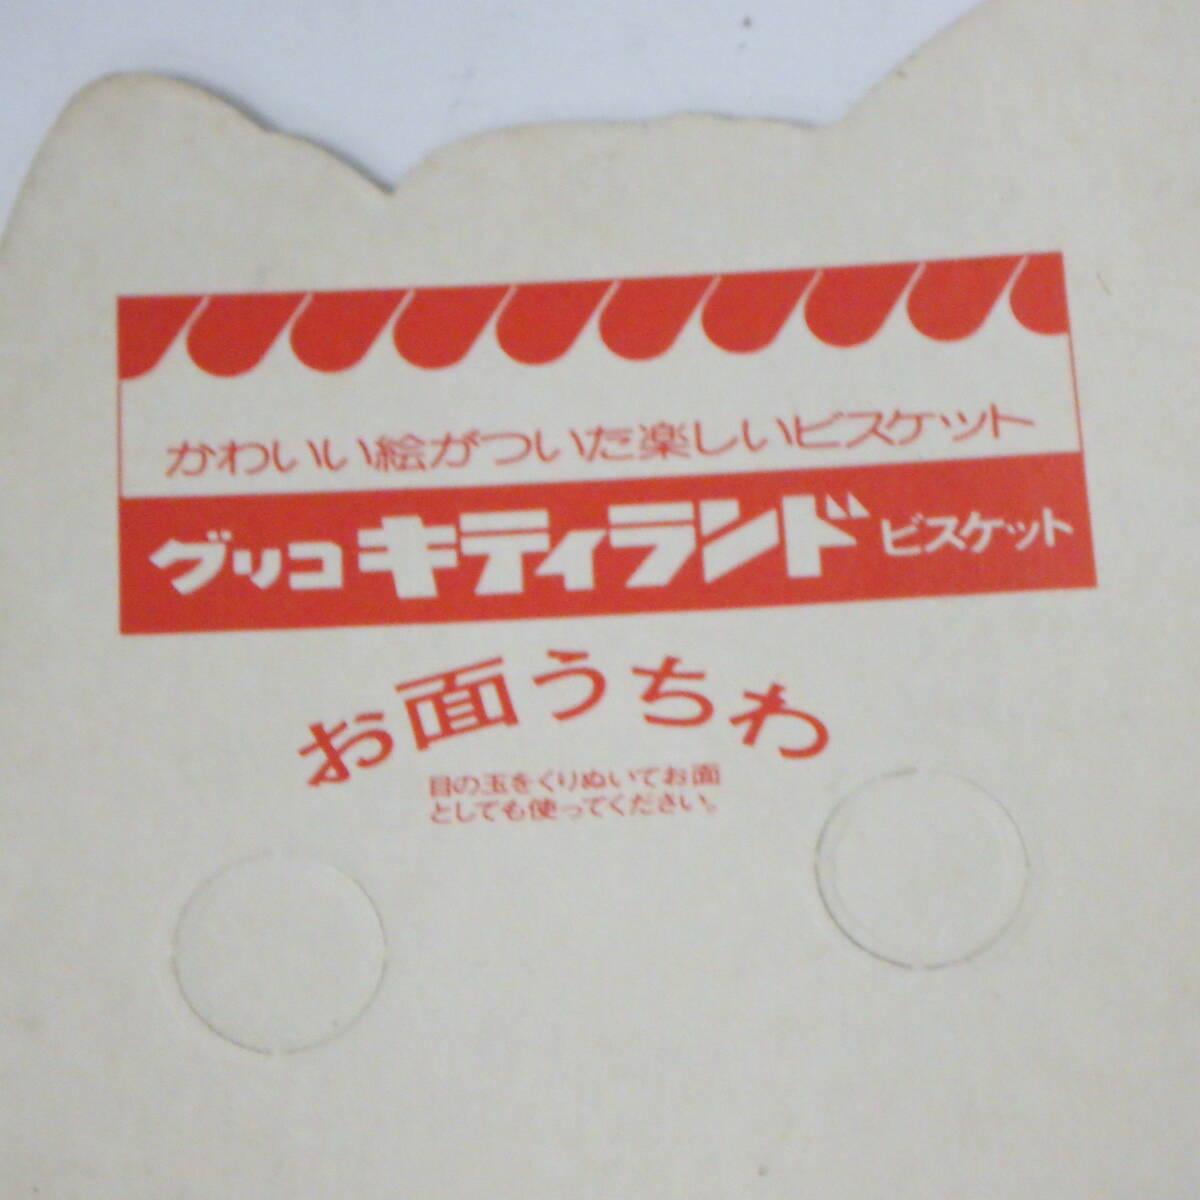 かわいい絵がついた楽しいビスケット
グリコ キティランド ビスケット
お面うちわ
目の玉をくりぬいてお面
としても使ってください。